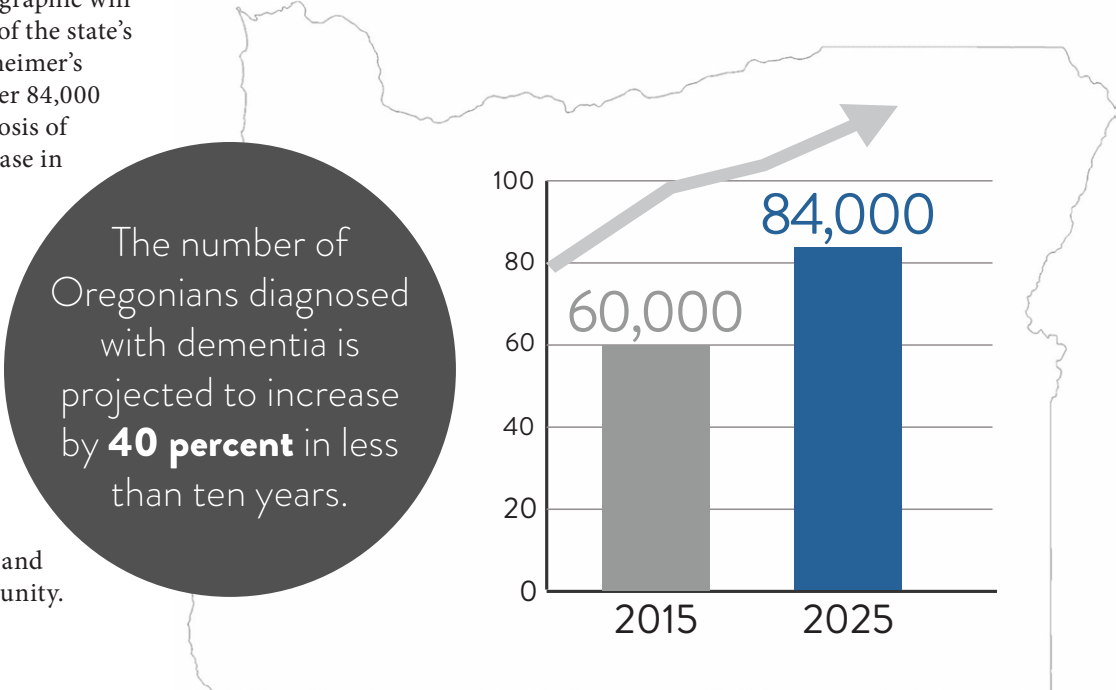 of the state's
er 84,000
osis of
ase in
The number of
Oregonians diagnosed
with dementia is
projected to increase
by 40 percent in less
than ten years.
and
unity.
100
80
60
40
20
0
84,000
60,000
2015 2025